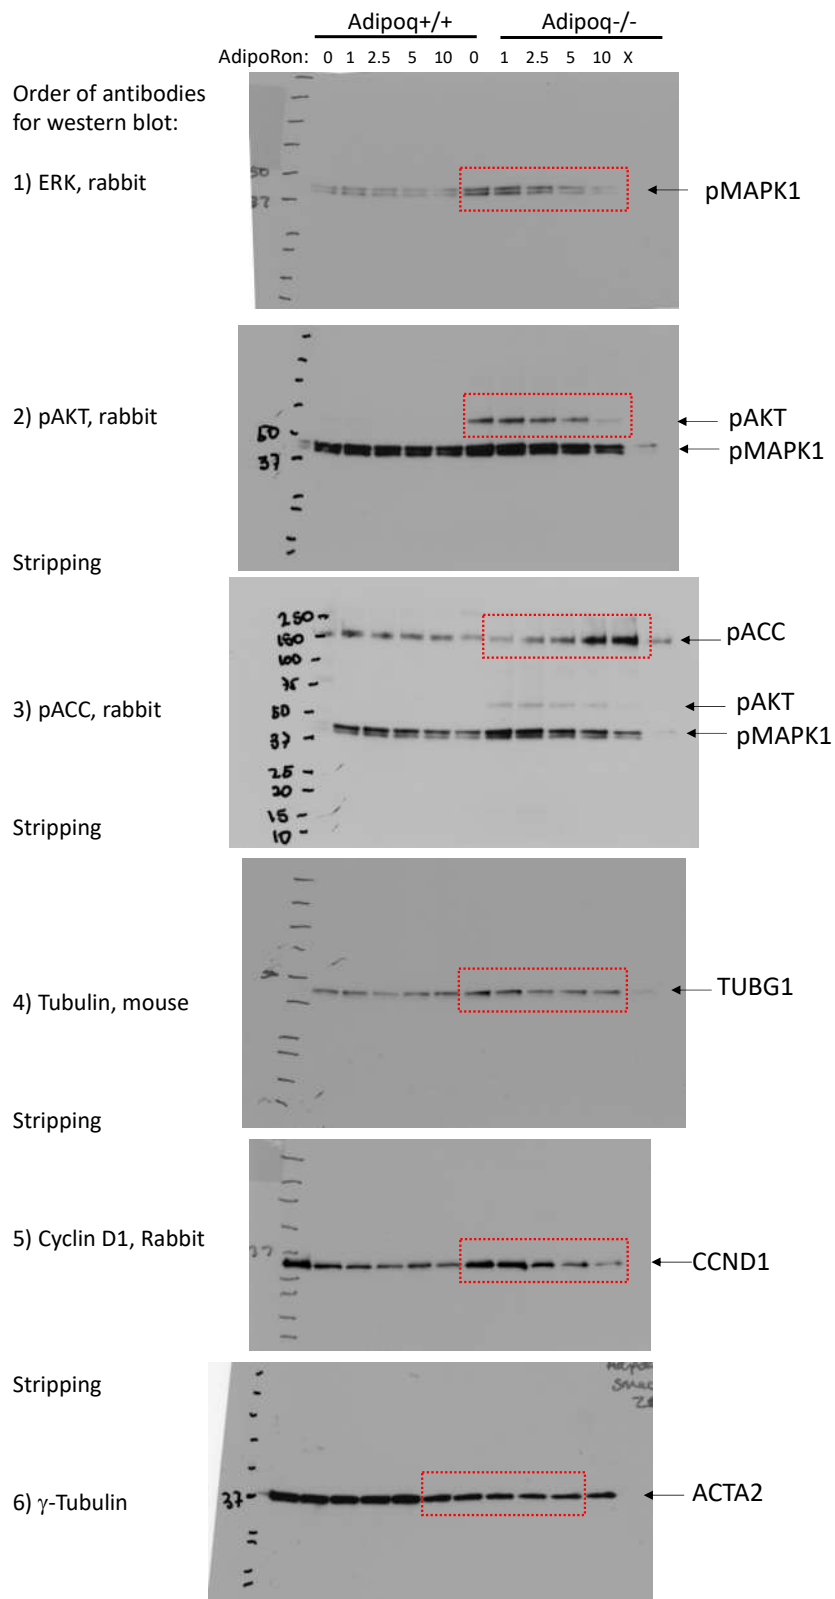 Adipoq+/+ Adipoq-/-
AdipoRon: 0 1 2.5 5 10 0 1 2.5 5 10 X
Order of antibodies
for western blot:
1) ERK, rabbit
50
37
pMAPK1
2) pAKT, rabbit
50
37
pAKT
pMAPK1
Stripping
250
150
100
75
50
37
25
20
15
10
pACC
3) pACC, rabbit
pAKT
pMAPK1
Stripping
4) Tubulin, mouse
TUBG1
Stripping
5) Cyclin D1, Rabbit
37
CCND1
Stripping
6) γ-Tubulin
37
ACTA2